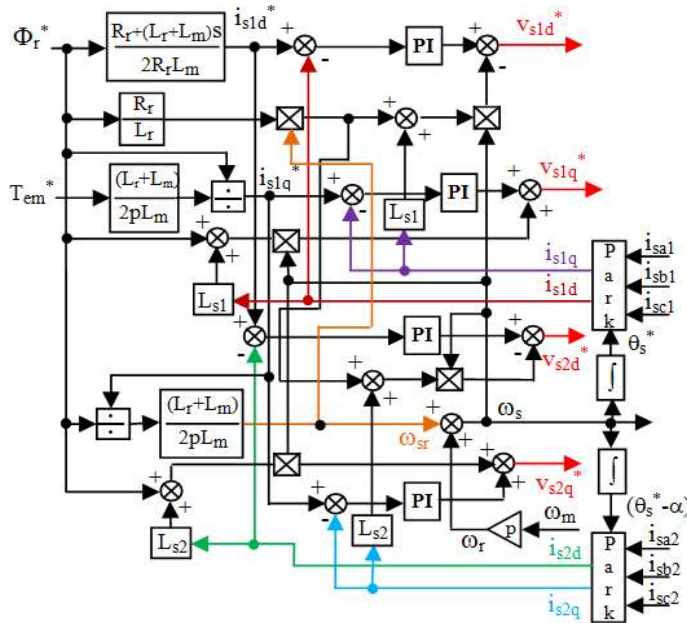 Φr* Rr+(Lr+Lm)s / 2RrLm is1d* + - PI + - vs1d*
Rr / Lr + +
Tem* (Lr+Lm) / 2pLm ÷ is1q* + - PI + + vs1q*
Ls1
+ + is1q Park isa1
Ls1 is1d isb1
isc1
+ - PI + - vs2d* θs* ∫
+ +
÷ (Lr+Lm) / 2pLm ωsr + + ωs
+ + vs2q* ∫
+ + + - PI
Ls2 Ls2 ωr p ωm (θs*-α)
is2d Park isa2
isb2
is2q isc2